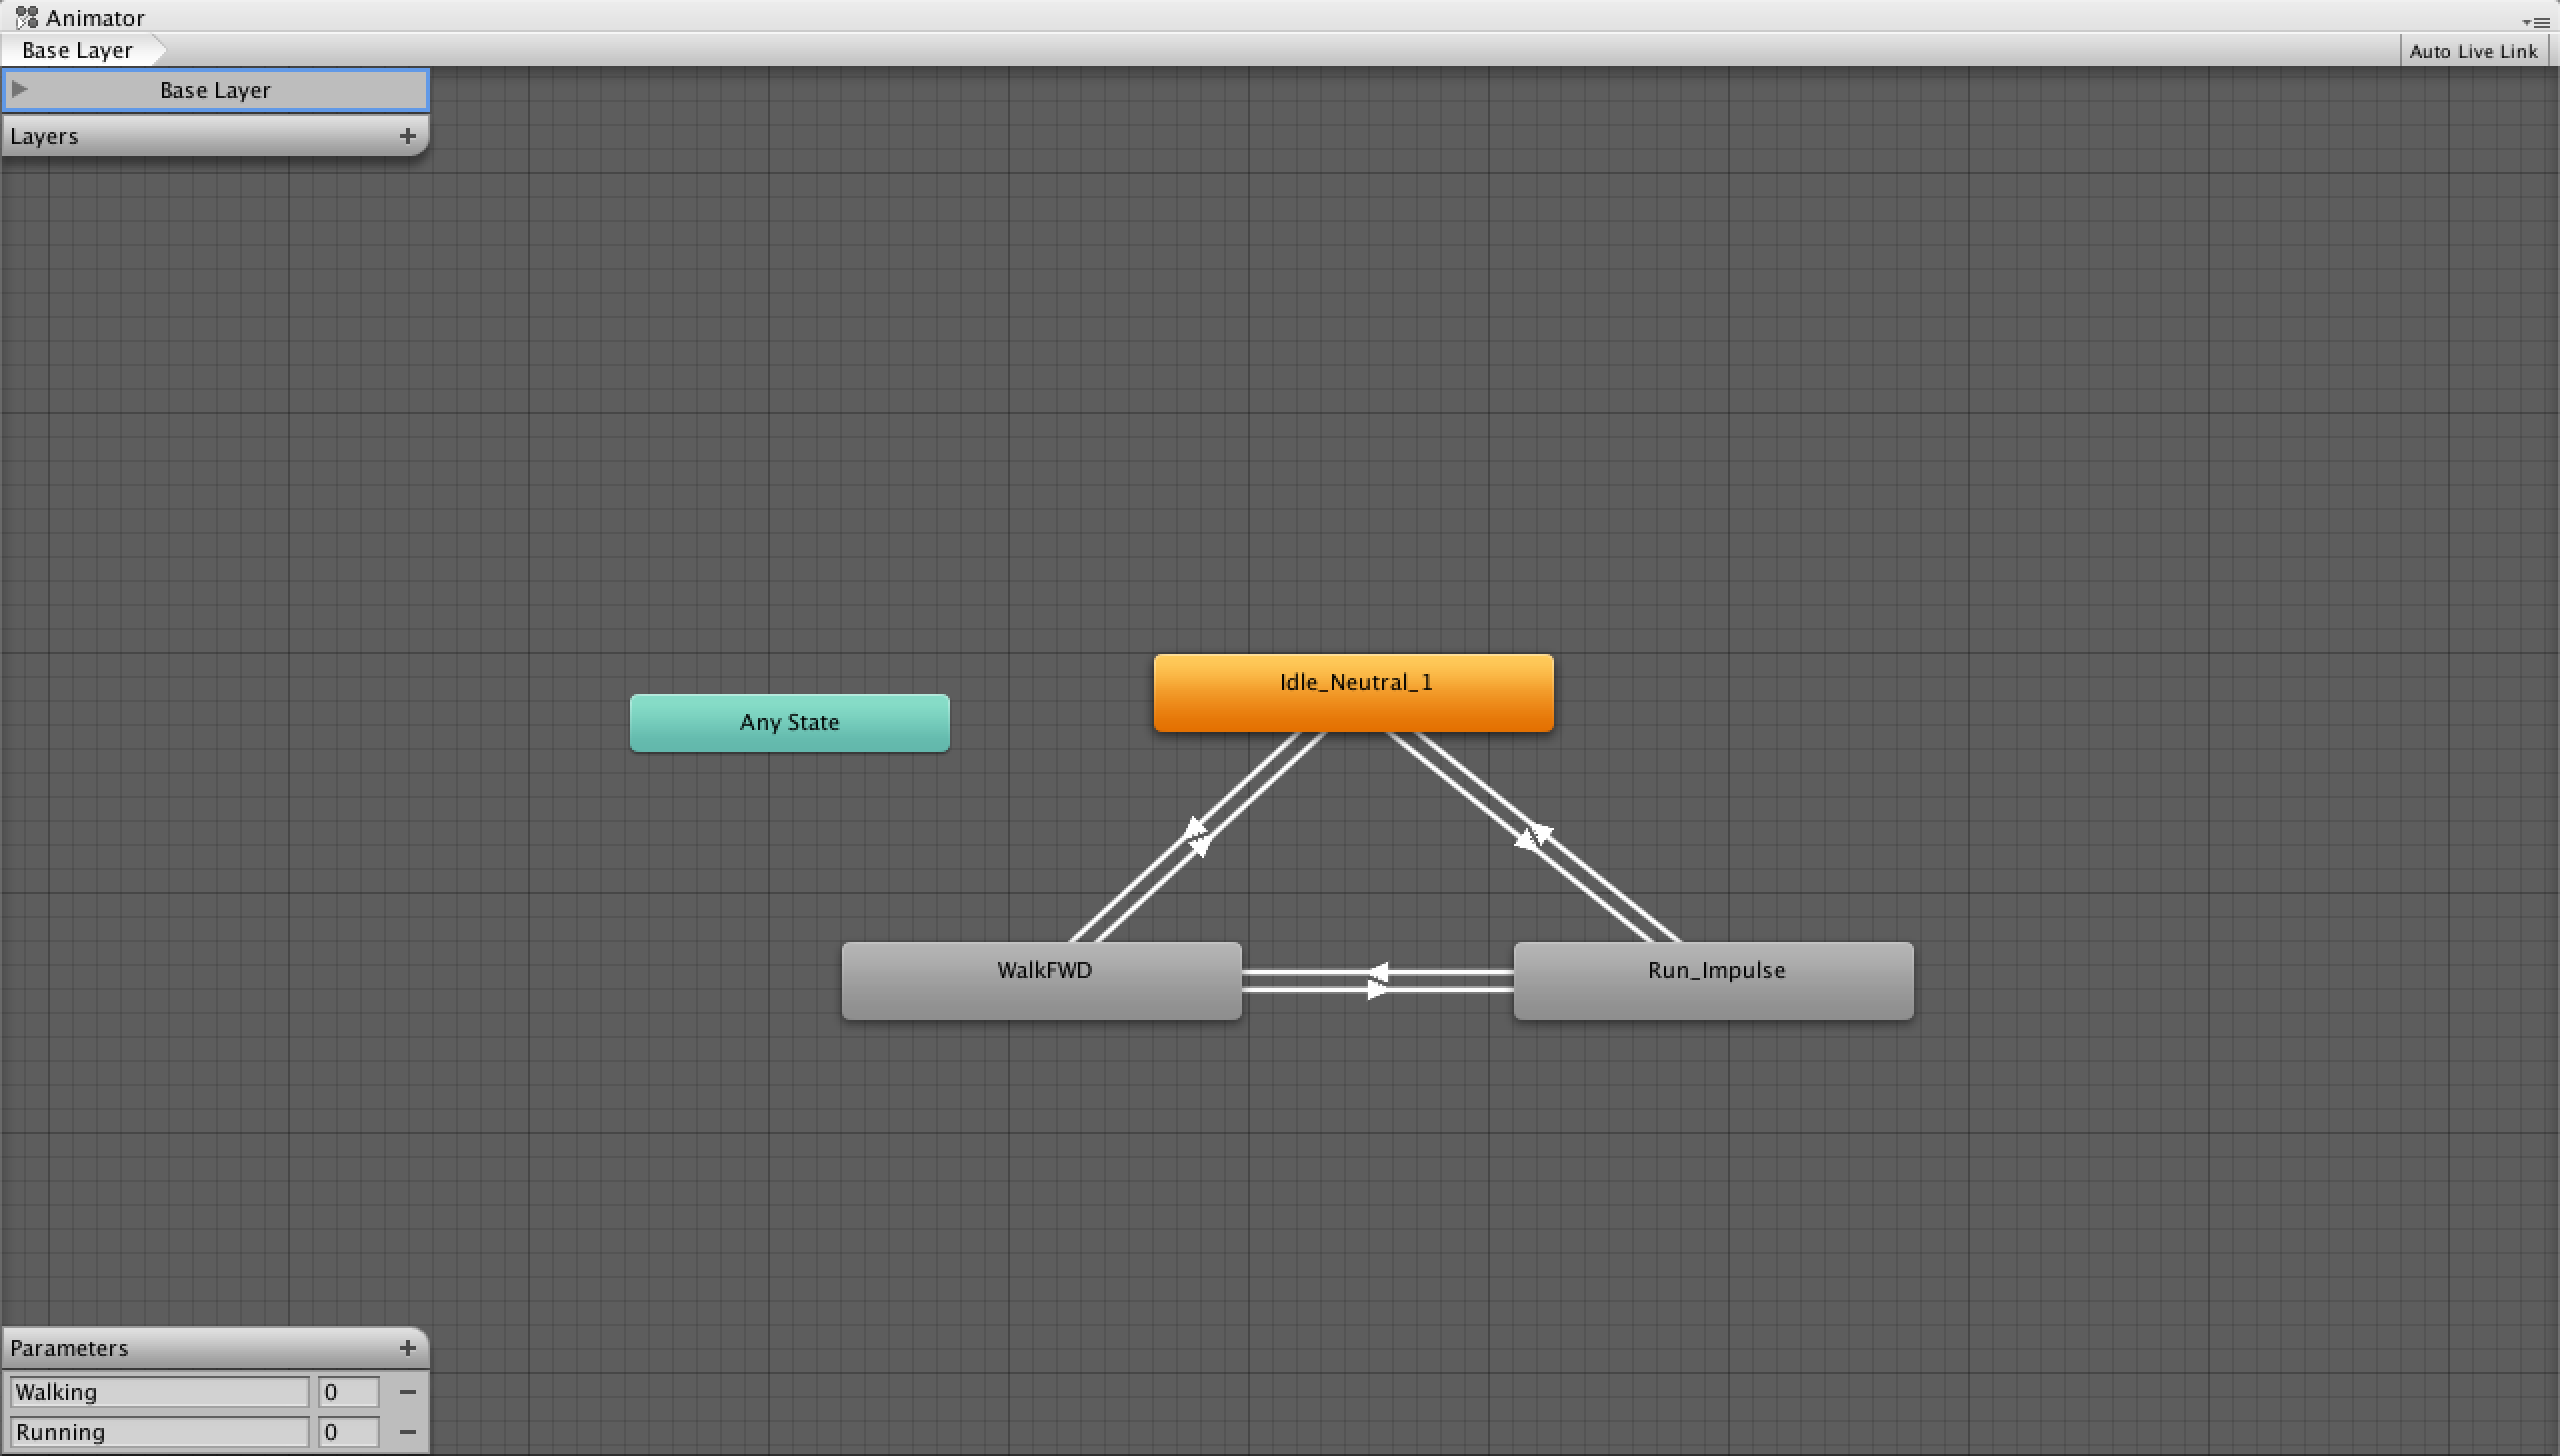 Animator
Base Layer
Auto Live Link
Base Layer
Layers +
Idle_Neutral_1
Any State
WalkFWD
Run_Impulse
Parameters +
Walking 0 −
Running 0 −